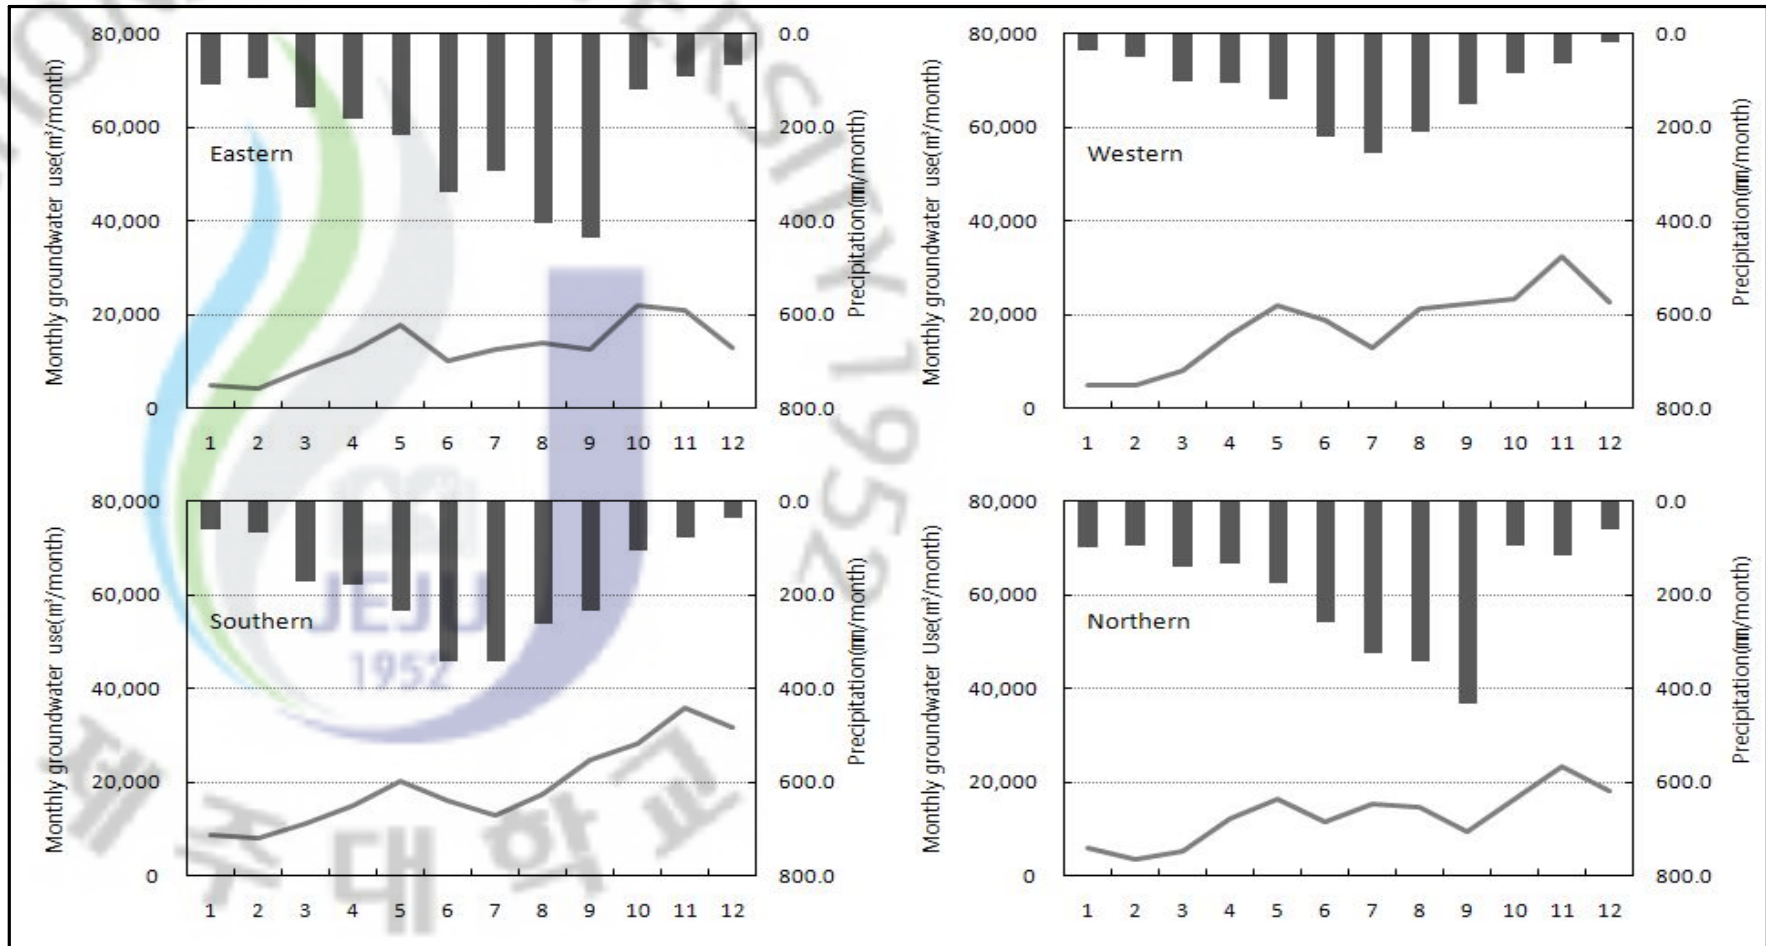 80,000
60,000
40,000
20,000
0
Monthly groundwater use(m³/month)
Eastern
0.0
200.0
400.0
600.0
800.0
Precipitation(㎜/month)
1 2 3 4 5 6 7 8 9 10 11 12
80,000
60,000
40,000
20,000
0
Monthly groundwater use(m³/month)
Western
0.0
200.0
400.0
600.0
800.0
Precipitation(㎜/month)
1 2 3 4 5 6 7 8 9 10 11 12
80,000
60,000
40,000
20,000
0
Monthly groundwater use(m³/month)
Southern
0.0
200.0
400.0
600.0
800.0
Precipitation(㎜/month)
1 2 3 4 5 6 7 8 9 10 11 12
80,000
60,000
40,000
20,000
0
Monthly groundwater Use(m³/month)
Northern
0.0
200.0
400.0
600.0
800.0
Precipitation(㎜/month)
1 2 3 4 5 6 7 8 9 10 11 12
JEJU
1952
제주대학교
1952